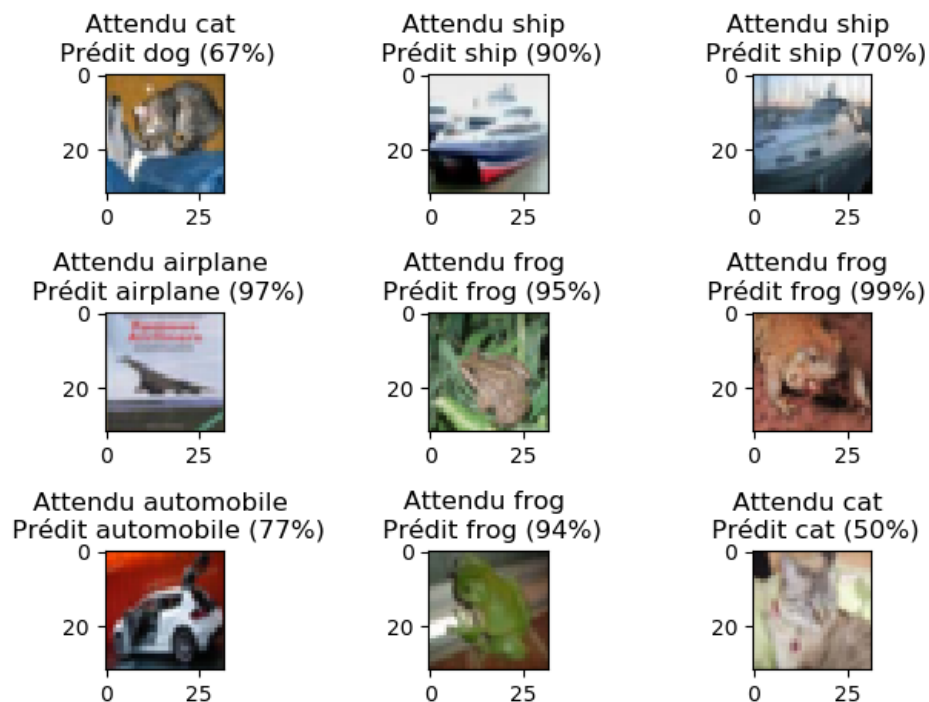 Attendu cat
Prédit dog (67%)
Attendu ship
Prédit ship (90%)
Attendu ship
Prédit ship (70%)
0
20
0 25
0
20
0 25
0
20
0 25
Attendu airplane
Prédit airplane (97%)
Attendu frog
Prédit frog (95%)
Attendu frog
Prédit frog (99%)
0
20
0 25
0
20
0 25
0
20
0 25
Attendu automobile
Prédit automobile (77%)
Attendu frog
Prédit frog (94%)
Attendu cat
Prédit cat (50%)
0
20
0 25
0
20
0 25
0
20
0 25